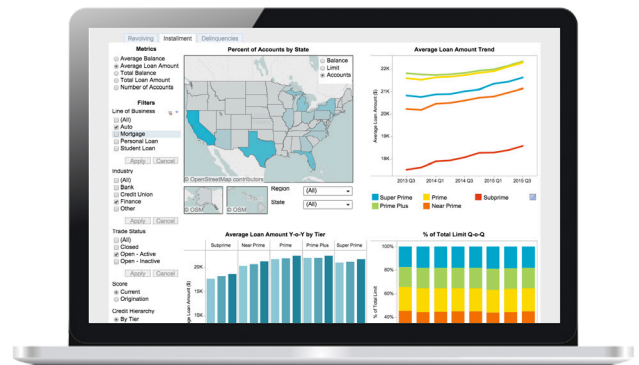 Revolving Installment Delinquencies
Metrics
Average Balance
Average Loan Amount
Total Balance
Total Loan Amount
Number of Accounts
Filters
Line of Business
(All)
Auto
Mortgage
Personal Loan
Student Loan
Apply Cancel
Industry
(All)
Bank
Credit Union
Finance
Other
Apply Cancel
Trade Status
(All)
Closed
Open - Active
Open - Inactive
Apply Cancel
Score
Current
Origination
Credit Hierarchy
By Tier
Percent of Accounts by State
Balance
Limit
Accounts
© OpenStreetMap contributors
© OSM
© OSM
Region (All)
State (All)
Average Loan Amount Trend
Average Loan Amount ($)
22K
21K
20K
19K
18K
2013 Q3 2014 Q1 2014 Q3 2015 Q1 2015 Q3
Super Prime Prime Subprime
Prime Plus Near Prime
Average Loan Amount Y-o-Y by Tier
Subprime Near Prime Prime Prime Plus Super Prime
Loan Amount ($)
20K
% of Total Limit Q-o-Q
% of Total Limit
100%
80%
60%
40%